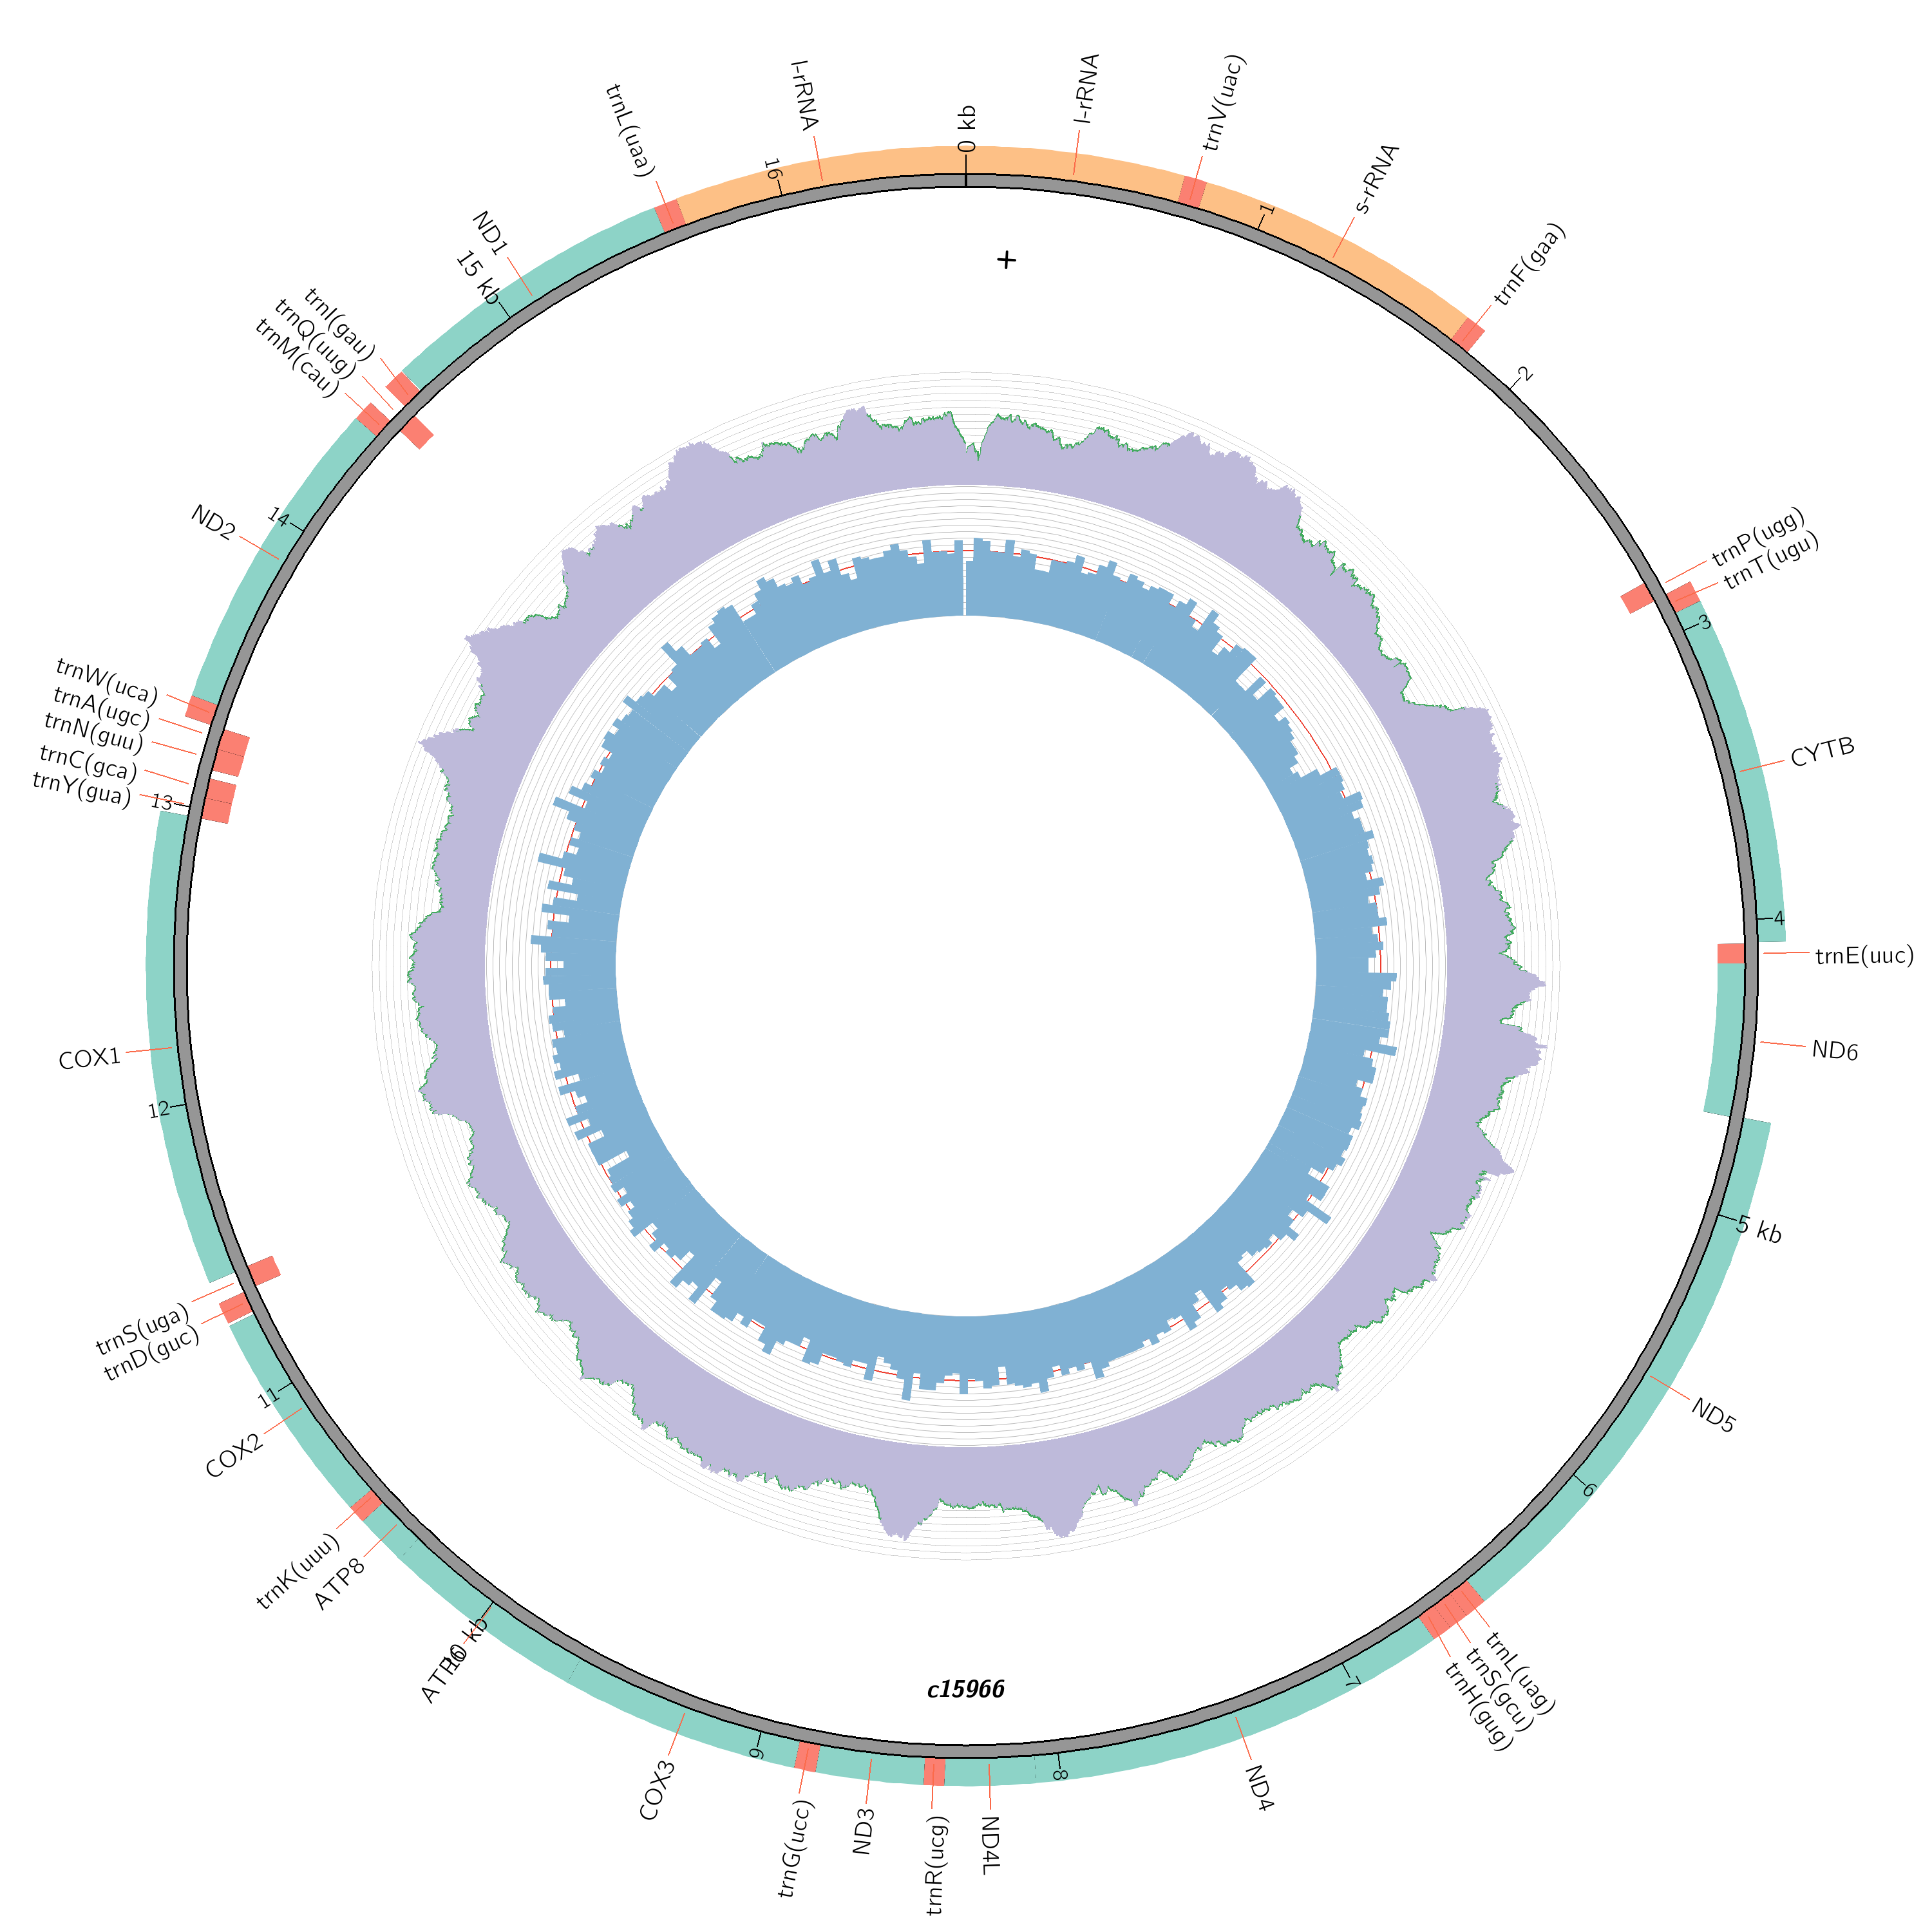 0 kb
l-rRNA
trnV(uac)
1
s-rRNA
trnF(gaa)
2
trnP(ugg)
trnT(ugu)
3
CYTB
4
trnE(uuc)
ND6
5 kb
ND5
6
trnL(uag)
trnS(gcu)
trnH(gug)
7
ND4
8
ND4L
trnR(ucg)
ND3
trnG(ucc)
9
COX3
10 kb
ATP6
ATP8
trnK(uuu)
COX2
11
trnD(guc)
trnS(uga)
12
COX1
13
trnY(gua)
trnC(gca)
trnN(guu)
trnA(ugc)
trnW(uca)
ND2
14
trnM(cau)
trnQ(uug)
trnI(gau)
15 kb
ND1
trnL(uaa)
16
l-rRNA
+
c15966